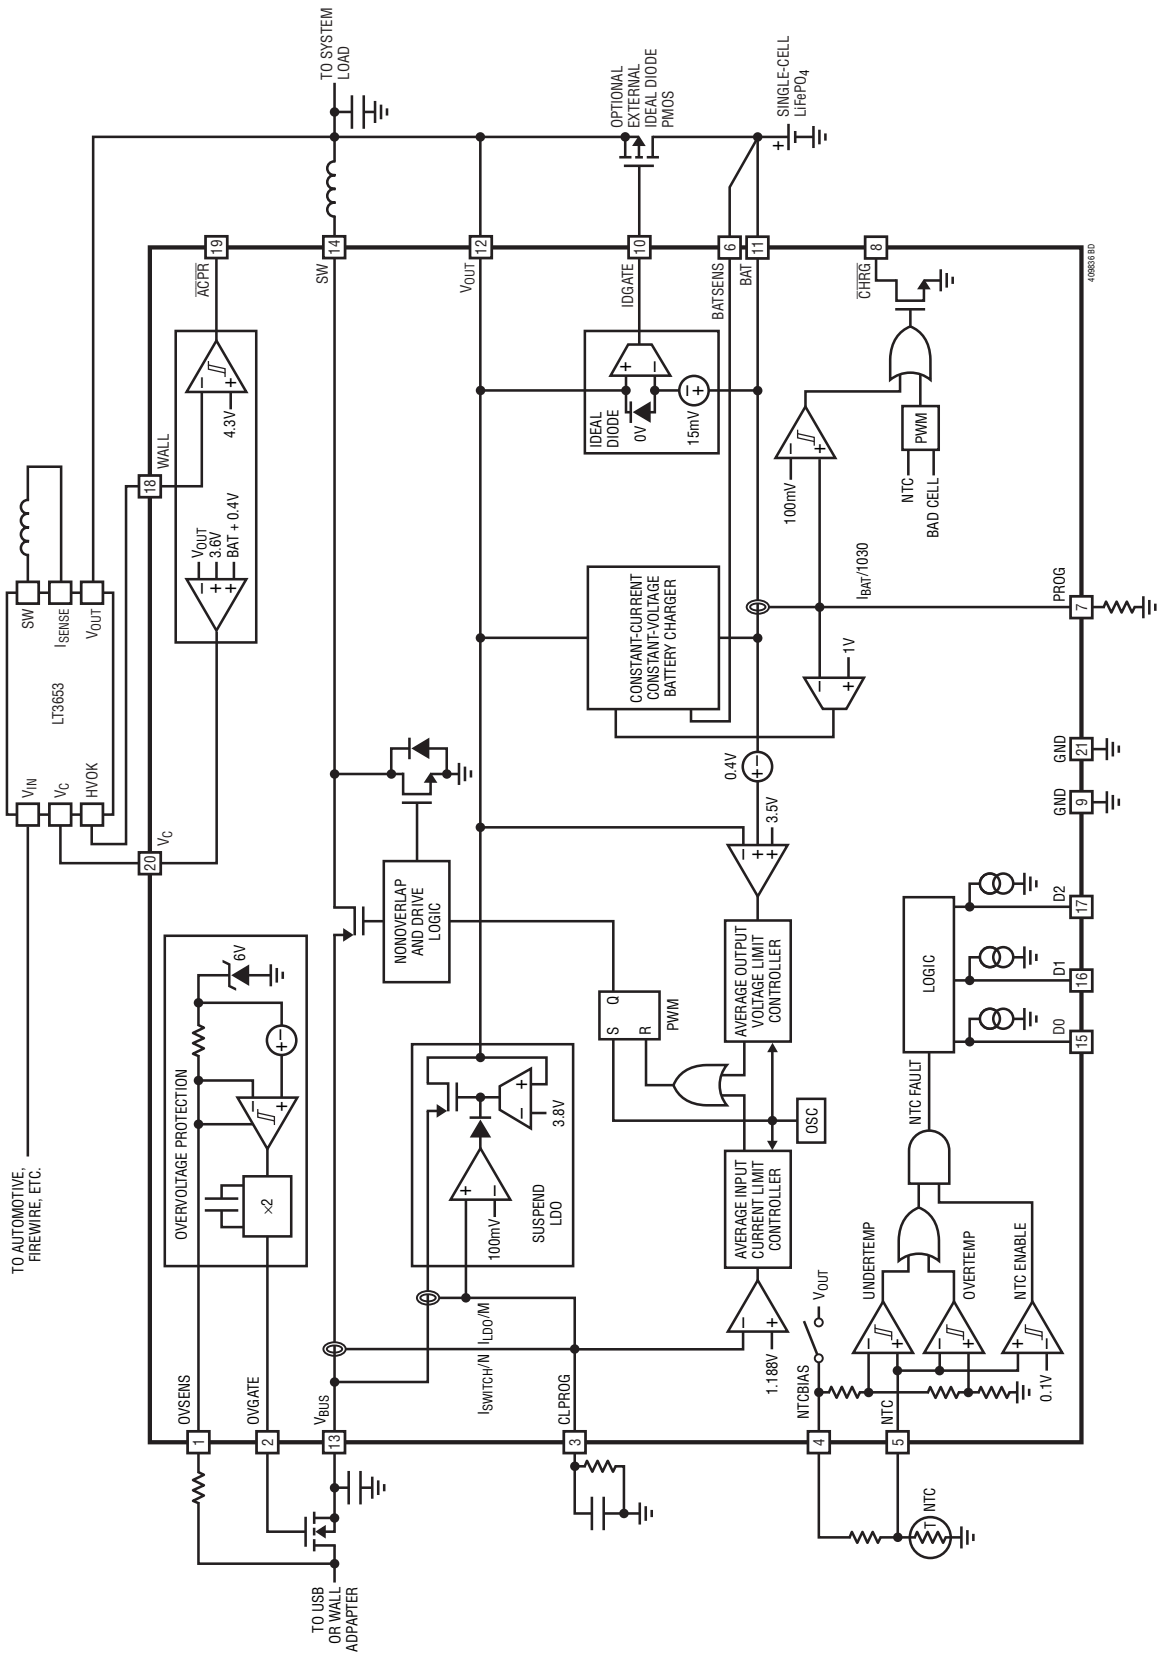 TO AUTOMOTIVE,
FIREWIRE, ETC.
VIN
VC
HVOK
LT3653
SW
ISENSE
VOUT
TO USB
OR WALL
ADPAPTER
1
OVSENS
2
OVGATE
13
VBUS
OVERVOLTAGE PROTECTION
×2
−
+
+
−
6V
20
VC
18
WALL
VOUT
3.6V
BAT + 0.4V
−
+
+
4.3V
−
+
ACPR
19
NONOVERLAP
AND DRIVE
LOGIC
SW
14
TO SYSTEM
LOAD
ISWITCH/N
ILDO/M
SUSPEND
LDO
100mV
+
−
3.8V
−
+
VOUT
12
3
CLPROG
S
Q
R
PWM
IDEAL
DIODE
0V
15mV
+
−
−
+
IDGATE
10
OPTIONAL
EXTERNAL
IDEAL DIODE
PMOS
1.188V
−
+
AVERAGE INPUT
CURRENT LIMIT
CONTROLLER
OSC
AVERAGE OUTPUT
VOLTAGE LIMIT
CONTROLLER
−
+
+
3.5V
0.4V
+
−
CONSTANT-CURRENT
CONSTANT-VOLTAGE
BATTERY CHARGER
BATSENS
6
BAT
11
+
SINGLE-CELL
LiFePO4
1V
−
+
IBAT/1030
100mV
−
+
NTC
BAD CELL
PWM
CHRG
8
4
NTCBIAS
VOUT
5
NTC
T
NTC
−
+
UNDERTEMP
−
+
OVERTEMP
+
−
0.1V
NTC ENABLE
NTC FAULT
LOGIC
D0
15
D1
16
D2
17
GND
9
GND
21
PROG
7
409836 BD